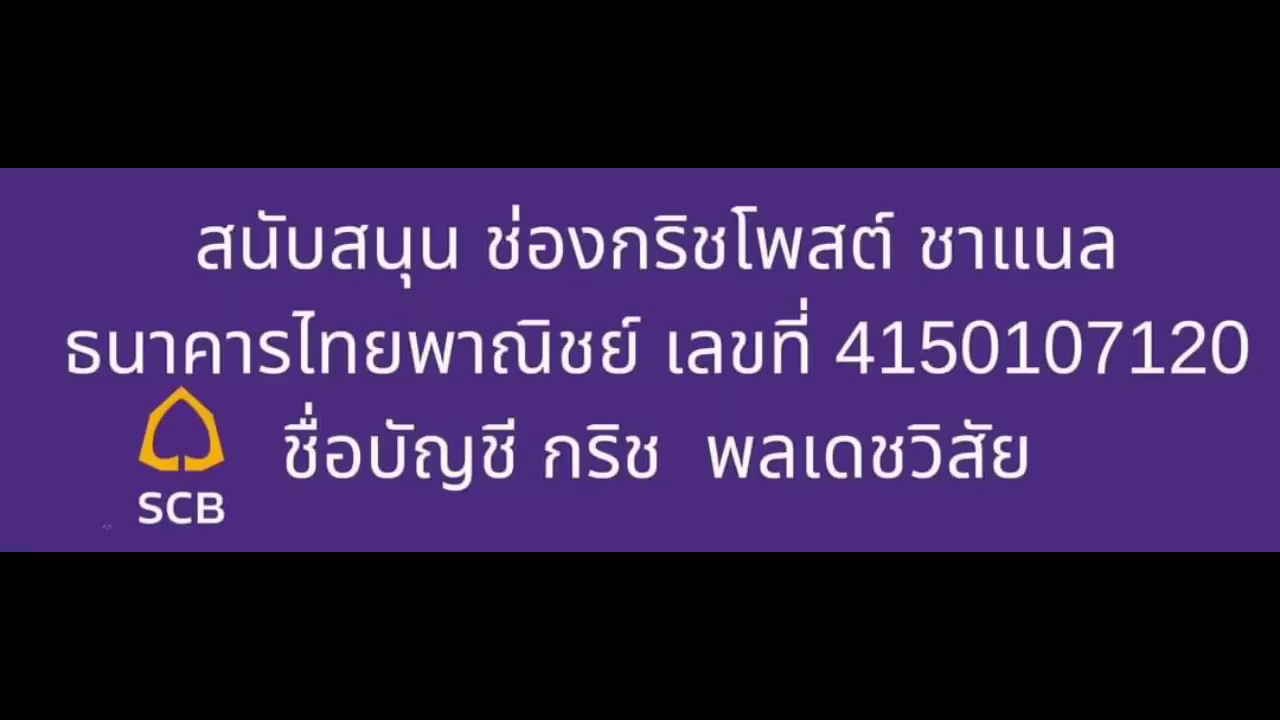 สนับสนุน ช่องกริชโพสต์ ชาแนล
ธนาคารไทยพาณิชย์ เลขที่ 4150107120
ชื่อบัญชี กริช พลเดชวิสัย
SCB